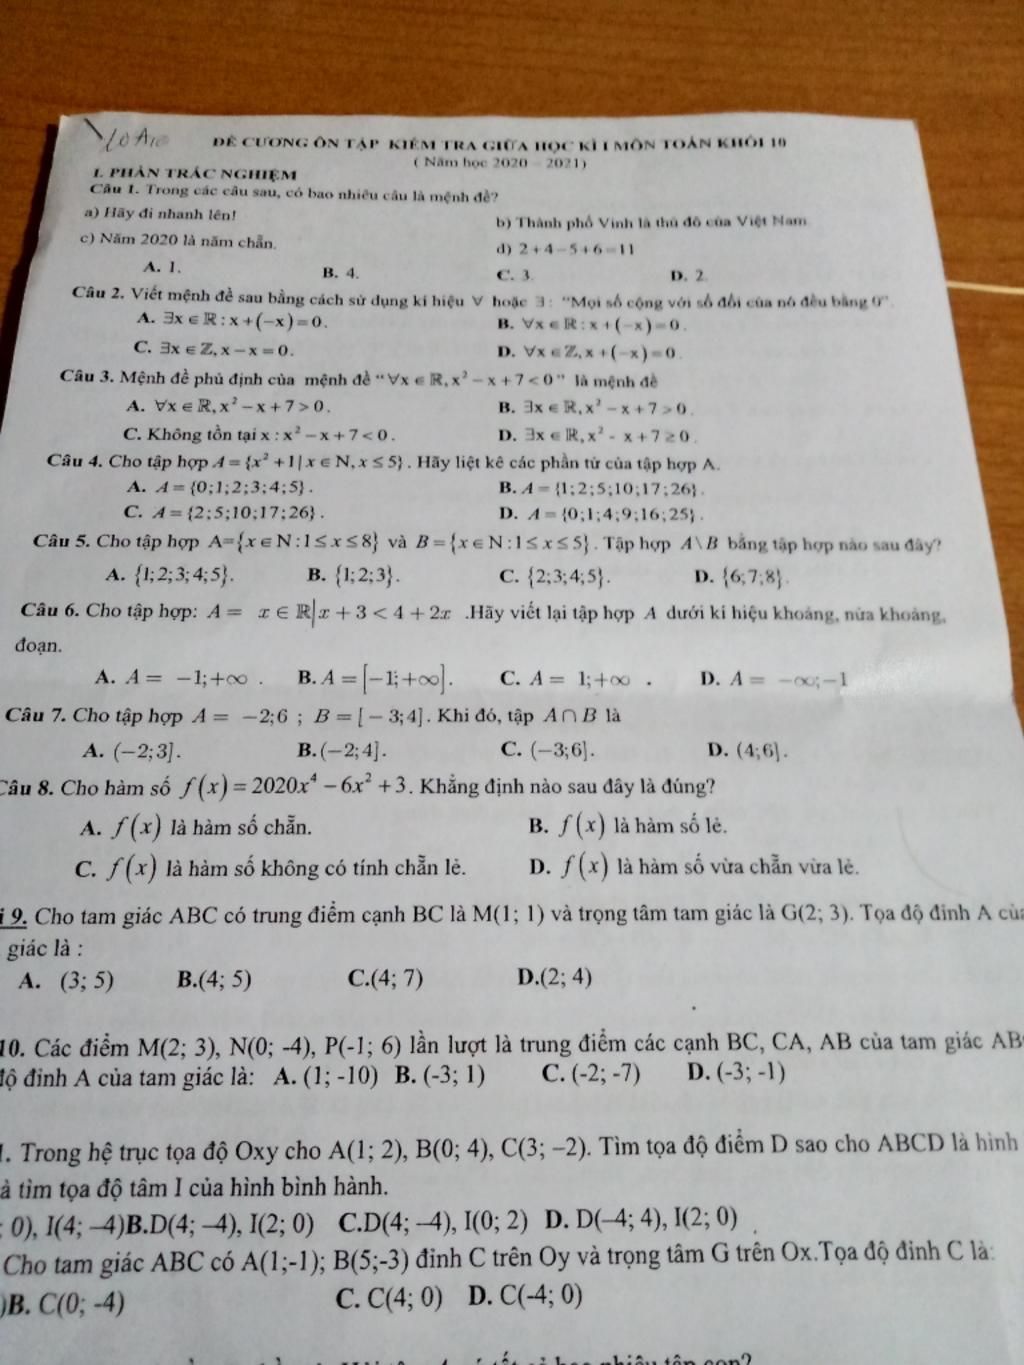 10A10
ĐỀ CƯƠNG ÔN TẬP KIỂM TRA GIỮA HỌC KÌ I MÔN TOÁN KHỐI 10
( Năm học 2020 - 2021)
I. PHẦN TRẮC NGHIỆM
Câu 1. Trong các câu sau, có bao nhiêu câu là mệnh đề?
a) Hãy đi nhanh lên! b) Thành phố Vinh là thủ đô của Việt Nam
c) Năm 2020 là năm chẵn. d) 2 + 4 - 5 + 6 = 11
A. 1. B. 4. C. 3. D. 2.
Câu 2. Viết mệnh đề sau bằng cách sử dụng kí hiệu ∀ hoặc ∃ : "Mọi số cộng với số đối của nó đều bằng 0".
A. ∃x ∈ ℝ : x + (−x) = 0. B. ∀x ∈ ℝ : x + (−x) = 0.
C. ∃x ∈ ℤ, x − x = 0. D. ∀x ∈ ℤ, x + (−x) = 0.
Câu 3. Mệnh đề phủ định của mệnh đề "∀x ∈ ℝ, x² − x + 7 < 0" là mệnh đề
A. ∀x ∈ ℝ, x² − x + 7 > 0. B. ∃x ∈ ℝ, x² − x + 7 > 0.
C. Không tồn tại x : x² − x + 7 < 0. D. ∃x ∈ ℝ, x² - x + 7 ≥ 0.
Câu 4. Cho tập hợp A = {x² + 1 | x ∈ N, x ≤ 5}. Hãy liệt kê các phần tử của tập hợp A.
A. A = {0;1;2;3;4;5}. B. A = {1;2;5;10;17;26}.
C. A = {2;5;10;17;26}. D. A = {0;1;4;9;16;25}.
Câu 5. Cho tập hợp A={x ∈ N : 1 ≤ x ≤ 8} và B = {x ∈ N : 1 ≤ x ≤ 5}. Tập hợp A \ B bằng tập hợp nào sau đây?
A. {1;2;3;4;5}. B. {1;2;3}. C. {2;3;4;5}. D. {6;7;8}.
Câu 6. Cho tập hợp: A = x ∈ ℝ| x + 3 < 4 + 2x .Hãy viết lại tập hợp A dưới kí hiệu khoảng, nửa khoảng,
đoạn.
A. A = −1;+∞ . B. A = [−1;+∞]. C. A = 1;+∞ . D. A = −∞;−1
Câu 7. Cho tập hợp A = −2;6 ; B = [−3;4]. Khi đó, tập A ∩ B là
A. (−2;3]. B. (−2;4]. C. (−3;6]. D. (4;6].
Câu 8. Cho hàm số f(x) = 2020x⁴ − 6x² + 3. Khẳng định nào sau đây là đúng?
A. f(x) là hàm số chẵn. B. f(x) là hàm số lẻ.
C. f(x) là hàm số không có tính chẵn lẻ. D. f(x) là hàm số vừa chẵn vừa lẻ.
i 9. Cho tam giác ABC có trung điểm cạnh BC là M(1; 1) và trọng tâm tam giác là G(2; 3). Tọa độ đỉnh A của
giác là :
A. (3; 5) B.(4; 5) C.(4; 7) D.(2; 4)
10. Các điểm M(2; 3), N(0; -4), P(-1; 6) lần lượt là trung điểm các cạnh BC, CA, AB của tam giác AB
độ đỉnh A của tam giác là: A. (1; -10) B. (-3; 1) C. (-2; -7) D. (-3; -1)
1. Trong hệ trục tọa độ Oxy cho A(1; 2), B(0; 4), C(3; −2). Tìm tọa độ điểm D sao cho ABCD là hình
à tìm tọa độ tâm I của hình bình hành.
; 0), I(4; –4)B.D(4; –4), I(2; 0) C.D(4; –4), I(0; 2) D. D(–4; 4), I(2; 0)
Cho tam giác ABC có A(1;-1); B(5;-3) đỉnh C trên Oy và trọng tâm G trên Ox.Tọa độ đỉnh C là:
)B. C(0; -4) C. C(4; 0) D. C(-4; 0)